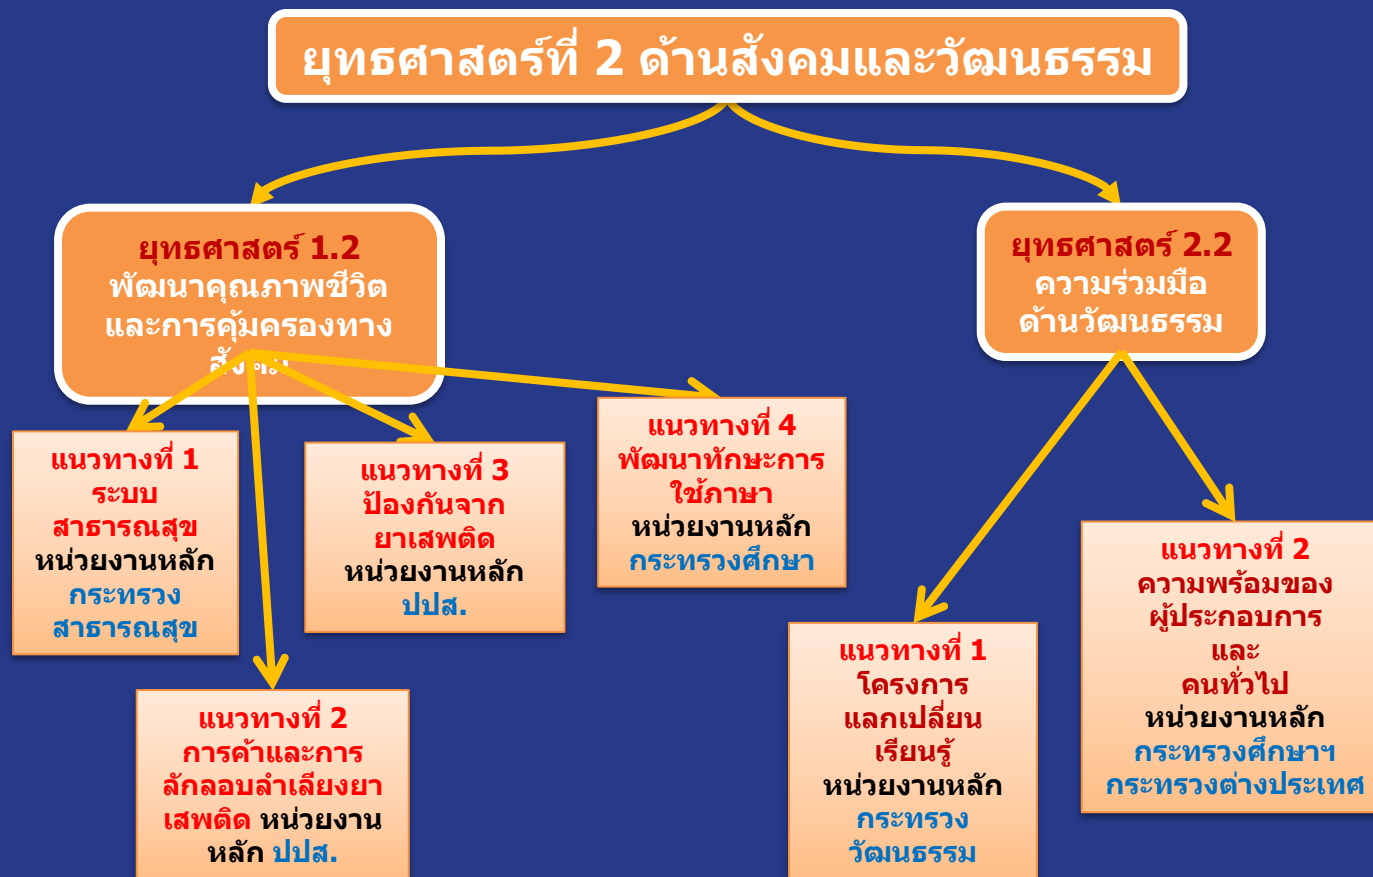 ยุทธศาสตร์ที่ 2 ด้านสังคมและวัฒนธรรม
ยุทธศาสตร์ 1.2
พัฒนาคุณภาพชีวิต
และการคุ้มครองทาง
สังคม
ยุทธศาสตร์ 2.2
ความร่วมมือ
ด้านวัฒนธรรม
แนวทางที่ 1
ระบบ
สาธารณสุข
หน่วยงานหลัก
กระทรวง
สาธารณสุข
แนวทางที่ 2
การค้าและการ
ลักลอบลำเลียงยา
เสพติด หน่วยงาน
หลัก ปปส.
แนวทางที่ 3
ป้องกันจาก
ยาเสพติด
หน่วยงานหลัก
ปปส.
แนวทางที่ 4
พัฒนาทักษะการ
ใช้ภาษา
หน่วยงานหลัก
กระทรวงศึกษา
แนวทางที่ 1
โครงการ
แลกเปลี่ยน
เรียนรู้
หน่วยงานหลัก
กระทรวง
วัฒนธรรม
แนวทางที่ 2
ความพร้อมของ
ผู้ประกอบการ
และ
คนทั่วไป
หน่วยงานหลัก
กระทรวงศึกษาฯ
กระทรวงต่างประเทศ